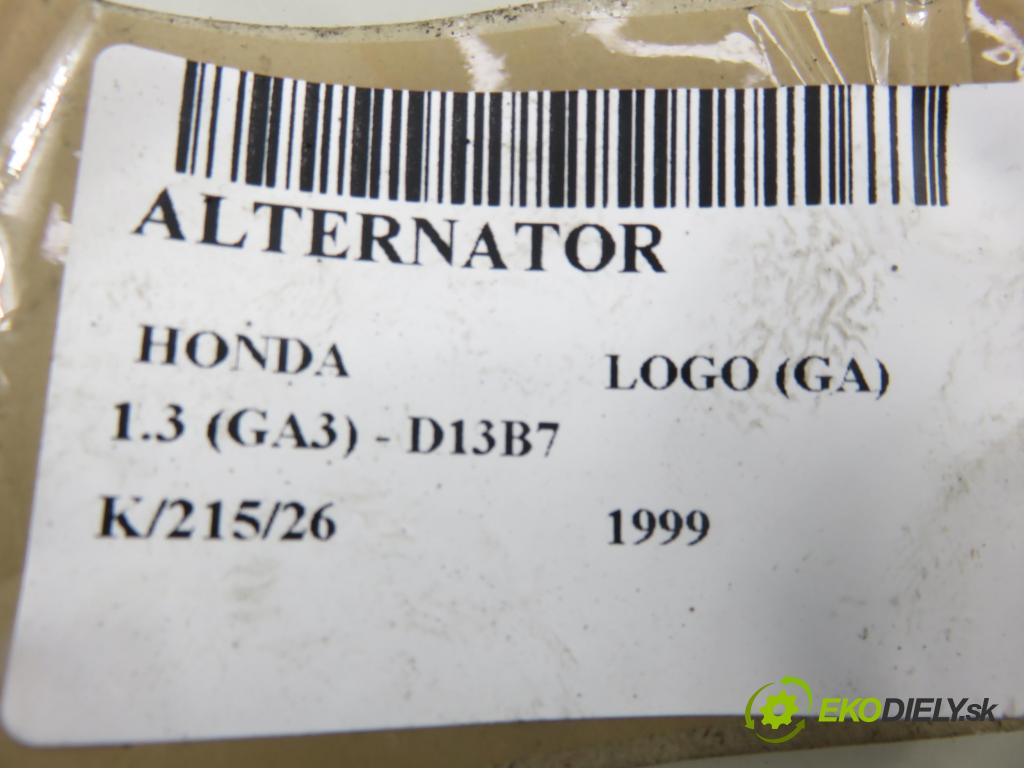 ALTERNATOR
HONDA LOGO (GA)
1.3 (GA3) - D13B7
K/215/26 1999
EKODIELY.sk